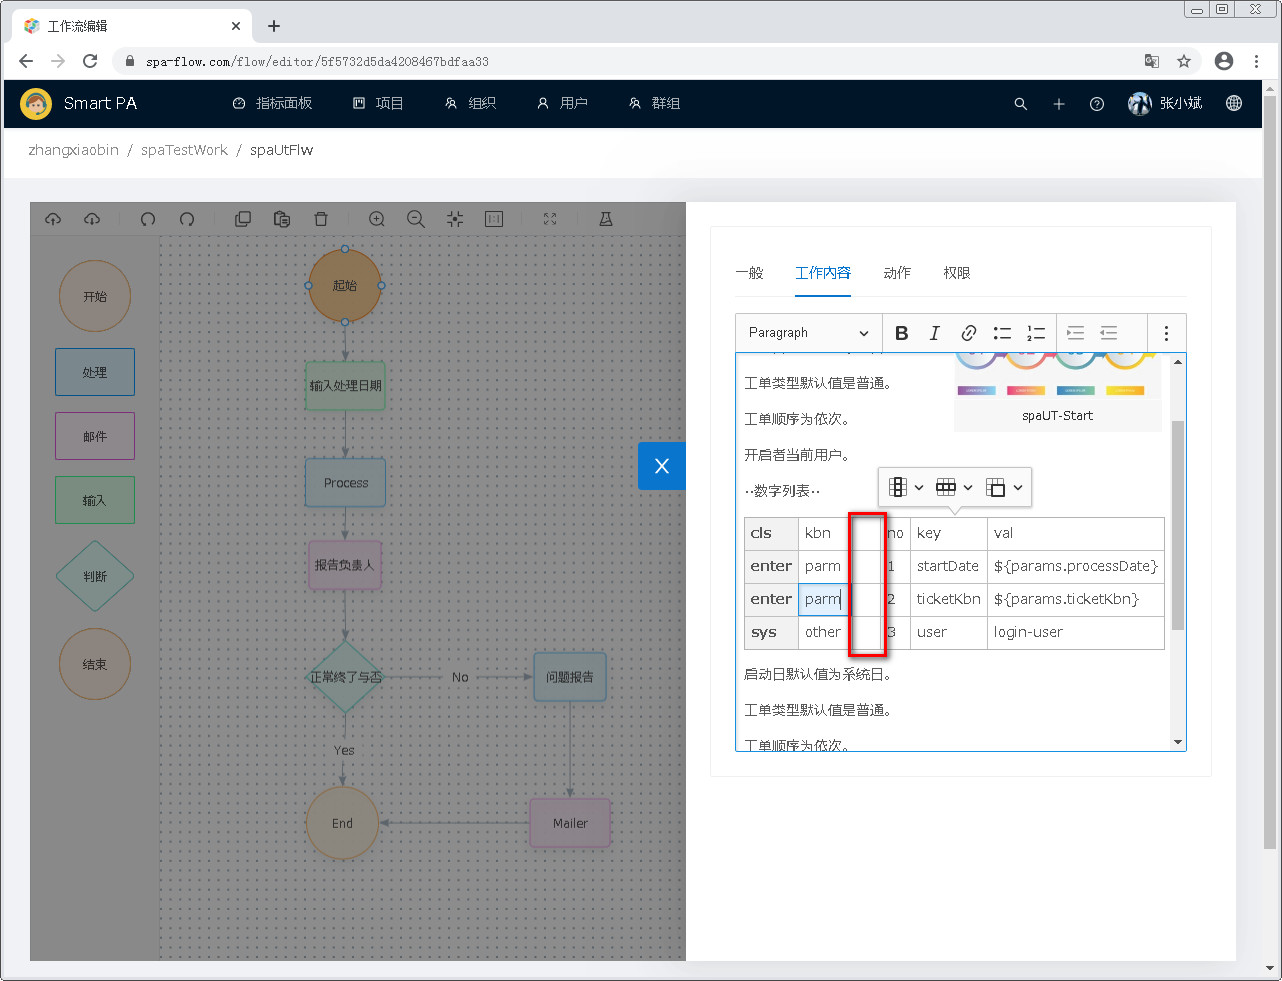 工作流编辑
spa-flow.com/flow/editor/5f5732d5da4208467bdfaa33
Smart PA 指标面板 项目 组织 用户 群组 张小斌
zhangxiaobin / spaTestWork / spaUtFlw
开始
处理
邮件
输入
判断
结束
起始
输入处理日期
Process
报告负责人
正常终了与否
No
问题报告
Yes
End
Mailer
一般 工作内容 动作 权限
Paragraph
工单类型默认值是普通。
spaUT-Start
工单顺序为依次。
开启者当前用户。
··数字列表··
cls kbn no key val
enter parm 1 startDate ${params.processDate}
enter parm 2 ticketKbn ${params.ticketKbn}
sys other 3 user login-user
启动日默认值为系统日。
工单类型默认值是普通。
工单顺序为依次。